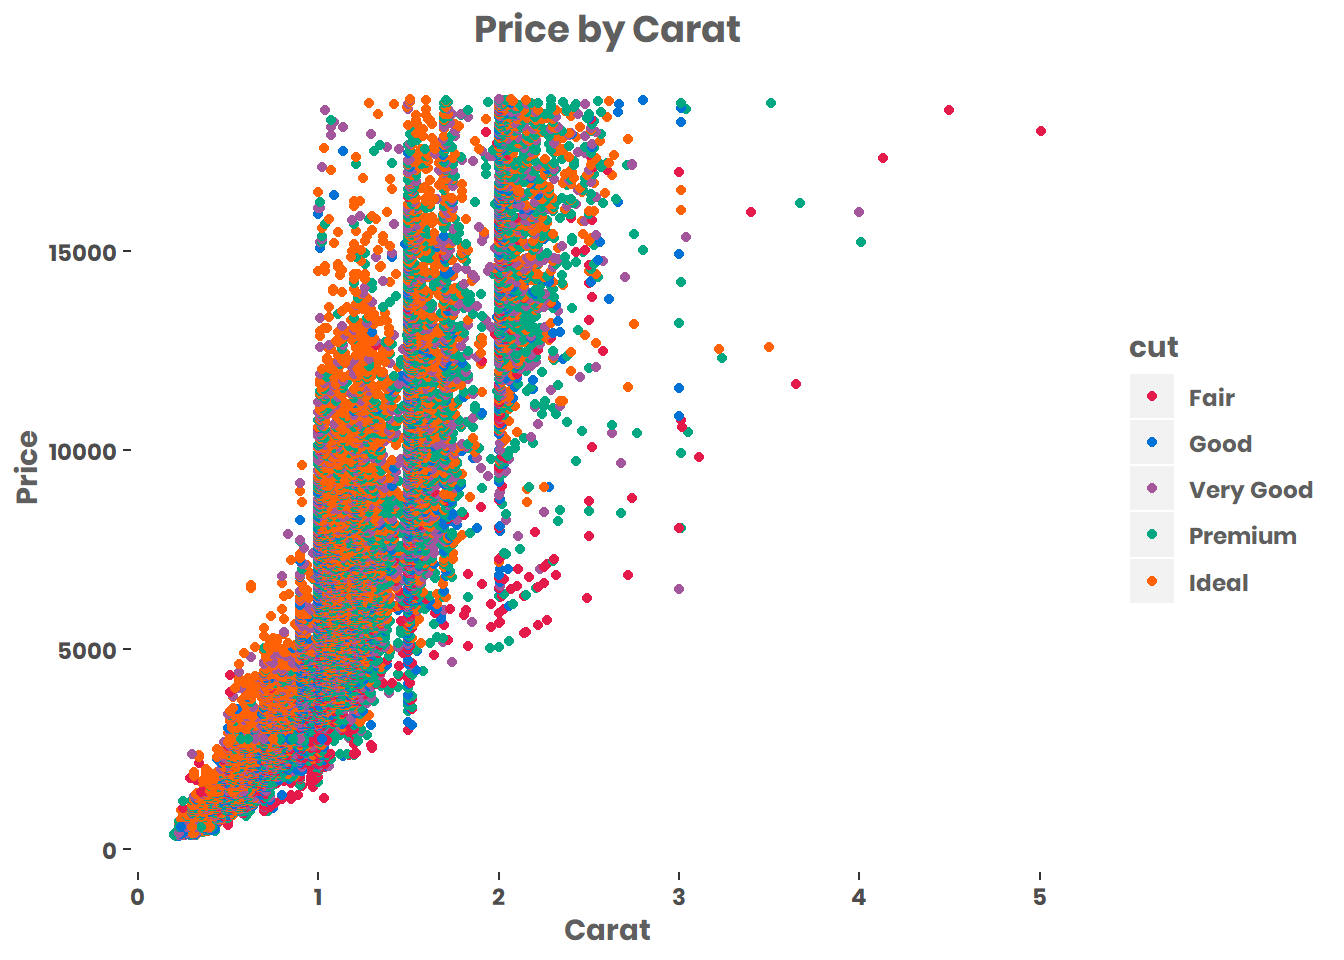 Price by Carat
Price
15000
10000
5000
0
0 1 2 3 4 5
Carat
cut
Fair
Good
Very Good
Premium
Ideal